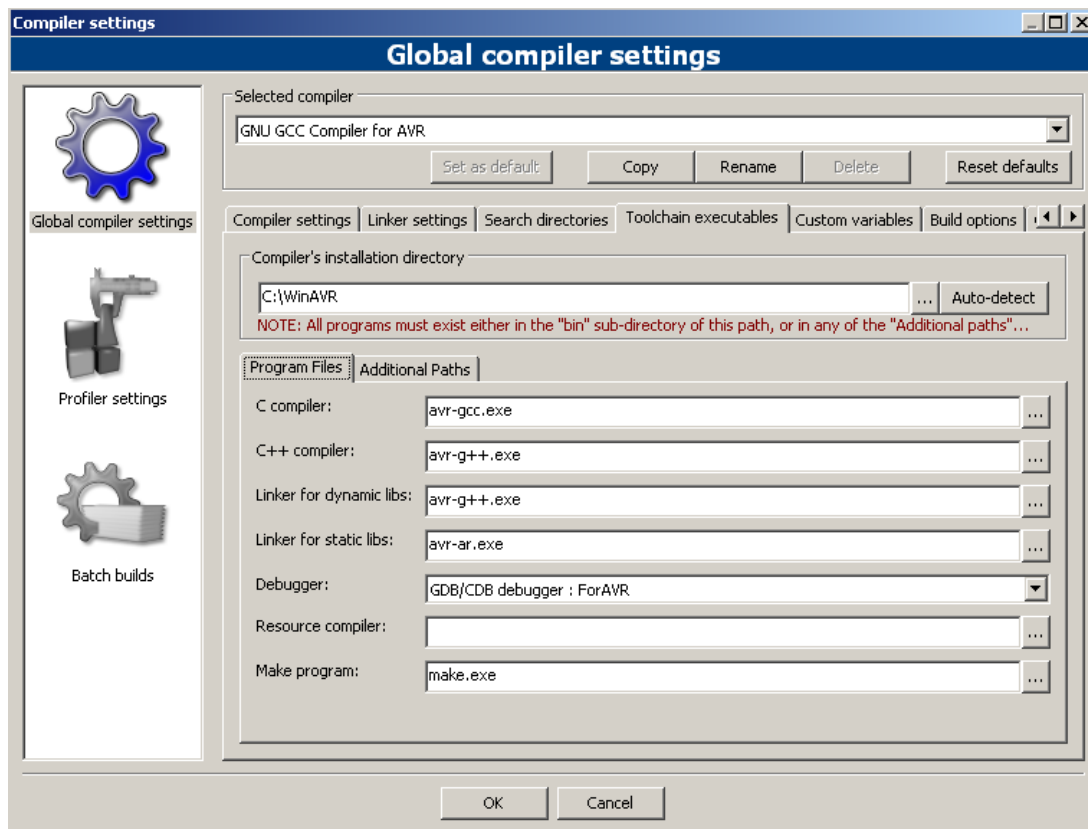 Compiler settings
Global compiler settings
Global compiler settings
Profiler settings
Batch builds
Selected compiler
GNU GCC Compiler for AVR
Set as default
Copy
Rename
Delete
Reset defaults
Compiler settings
Linker settings
Search directories
Toolchain executables
Custom variables
Build options
Compiler's installation directory
C:\WinAVR
...
Auto-detect
NOTE: All programs must exist either in the "bin" sub-directory of this path, or in any of the "Additional paths"...
Program Files
Additional Paths
C compiler:
avr-gcc.exe
...
C++ compiler:
avr-g++.exe
...
Linker for dynamic libs:
avr-g++.exe
...
Linker for static libs:
avr-ar.exe
...
Debugger:
GDB/CDB debugger : ForAVR
Resource compiler:
...
Make program:
make.exe
...
OK
Cancel